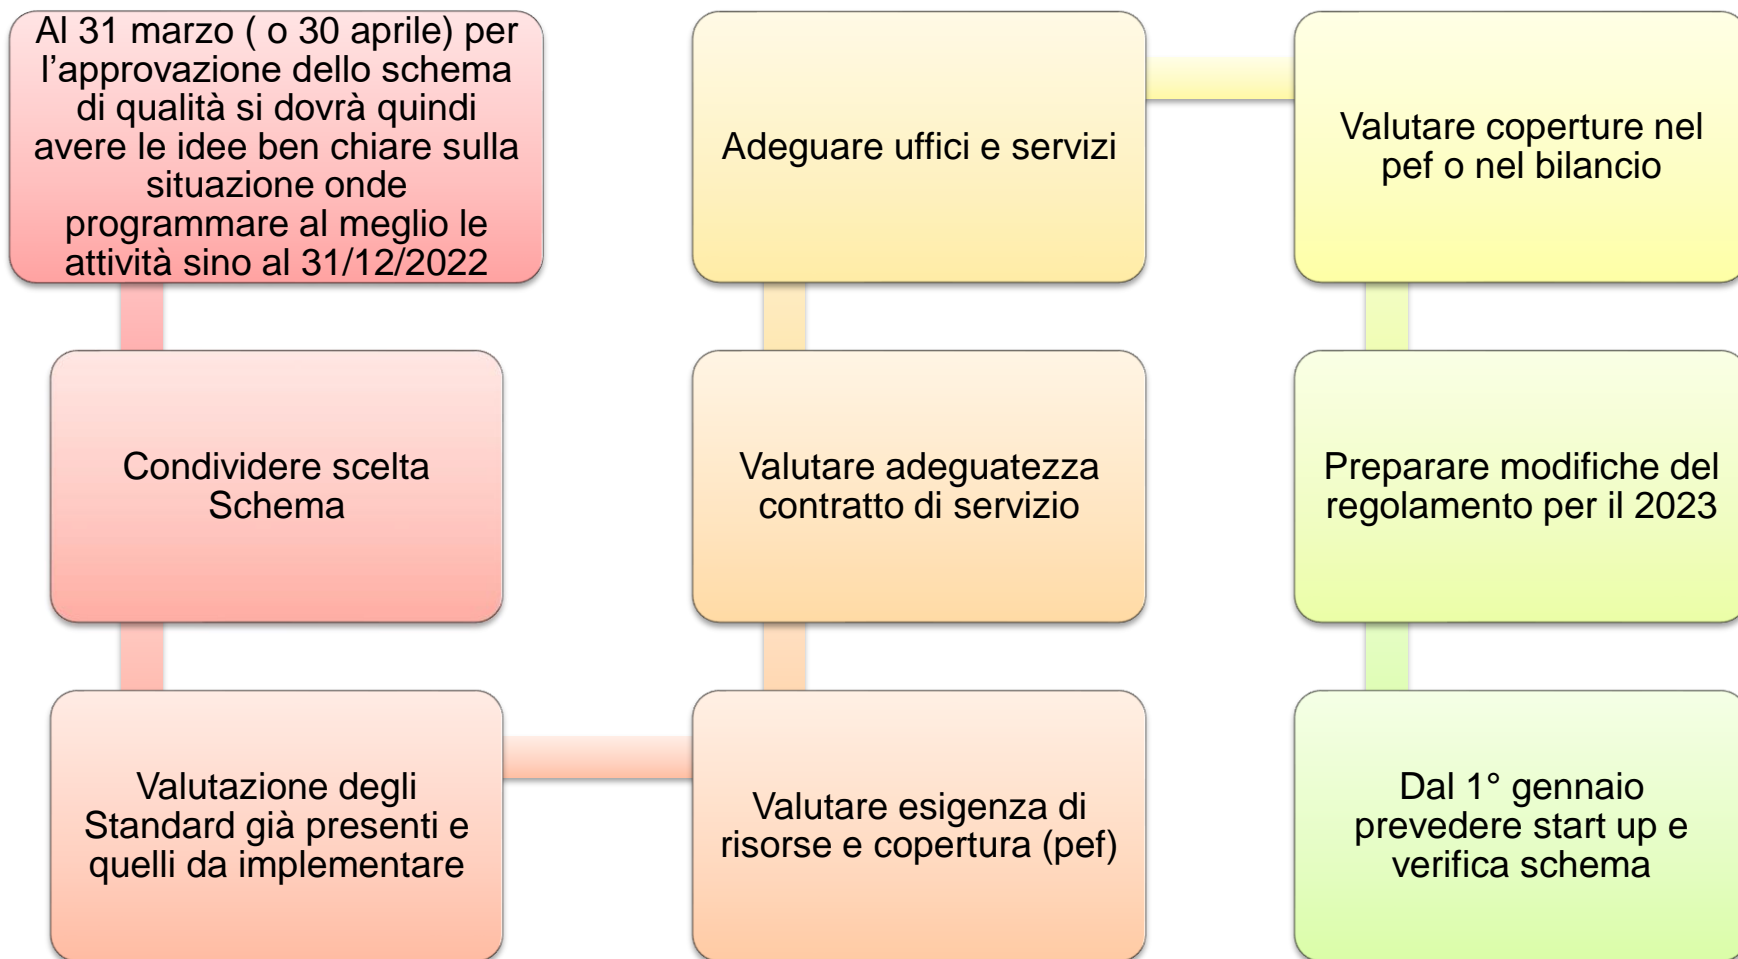 Al 31 marzo ( o 30 aprile) per
l’approvazione dello schema
di qualità si dovrà quindi
avere le idee ben chiare sulla
situazione onde
programmare al meglio le
attività sino al 31/12/2022
Condividere scelta
Schema
Valutazione degli
Standard già presenti e
quelli da implementare
Valutare esigenza di
risorse e copertura (pef)
Valutare adeguatezza
contratto di servizio
Adeguare uffici e servizi
Valutare coperture nel
pef o nel bilancio
Preparare modifiche del
regolamento per il 2023
Dal 1° gennaio
prevedere start up e
verifica schema